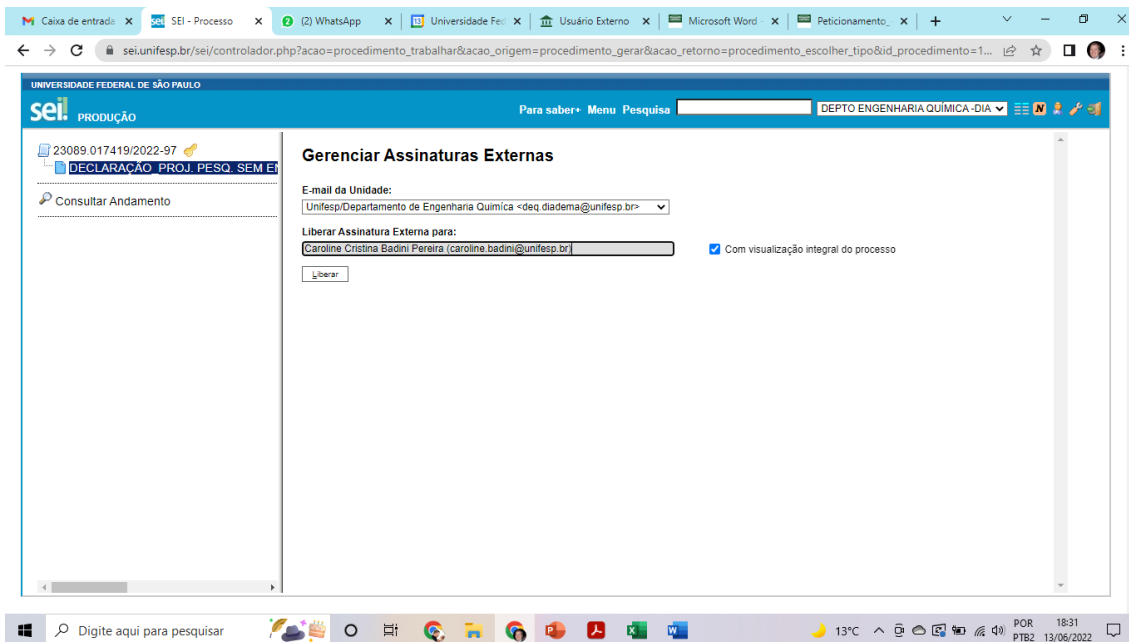 Caixa de entrada
SEI - Processo
(2) WhatsApp
13 Universidade Fed
Usuário Externo
Microsoft Word -
Peticionamento_
sei.unifesp.br/sei/controlador.php?acao=procedimento_trabalhar&acao_origem=procedimento_gerar&acao_retorno=procedimento_escolher_tipo&id_procedimento=1...
UNIVERSIDADE FEDERAL DE SÃO PAULO
sei! PRODUÇÃO
Para saber+ Menu Pesquisa
DEPTO ENGENHARIA QUÍMICA -DIA
N
23089.017419/2022-97
DECLARAÇÃO_PROJ. PESQ. SEM EN
Consultar Andamento
Gerenciar Assinaturas Externas
E-mail da Unidade:
Unifesp/Departamento de Engenharia Quimíca <deq.diadema@unifesp.br>
Liberar Assinatura Externa para:
Caroline Cristina Badini Pereira (caroline.badini@unifesp.br)
Com visualização integral do processo
Liberar
Digite aqui para pesquisar
13°C
POR
PTB2
18:31
13/06/2022